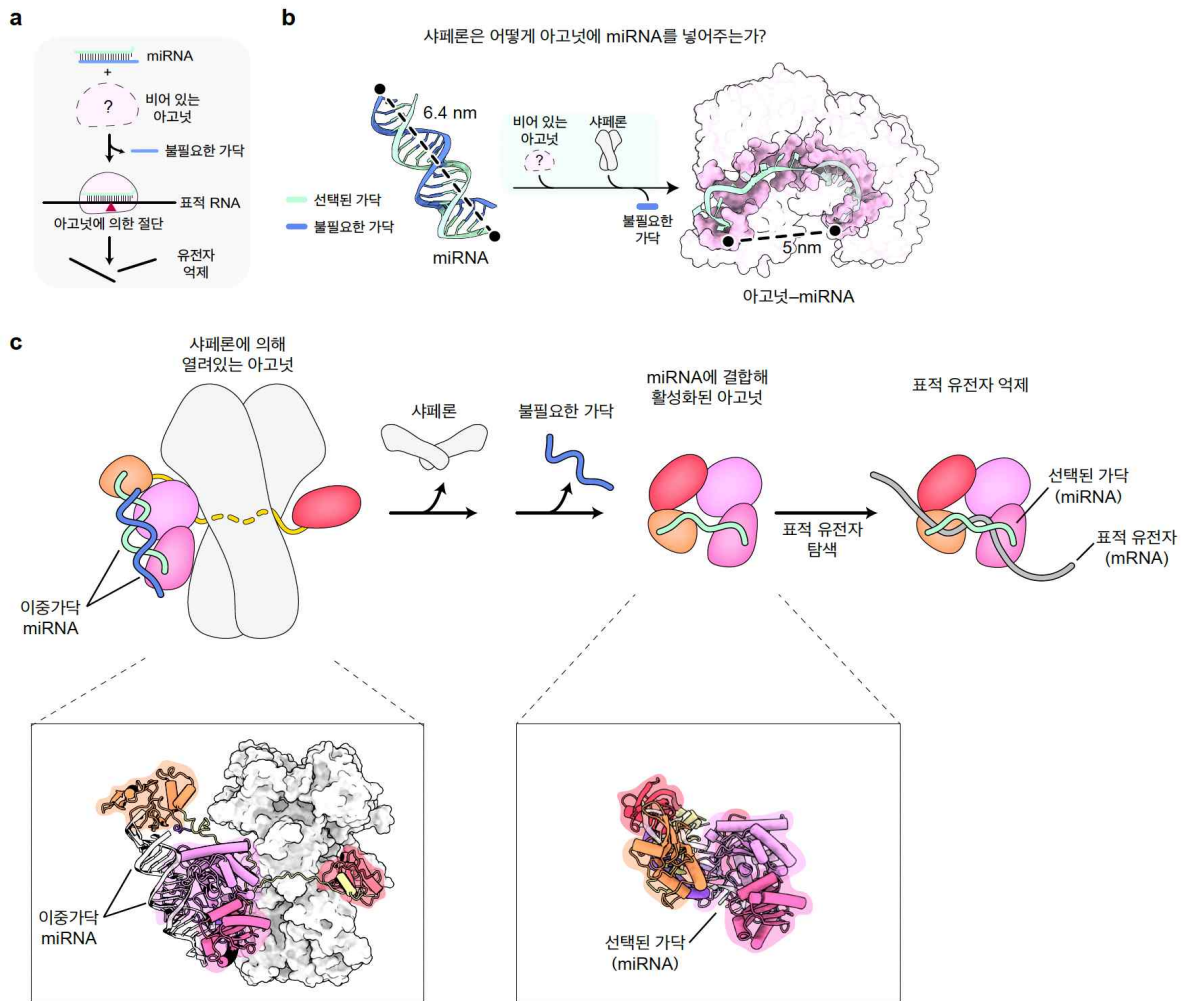 a
miRNA
+
?
비어 있는
아고넛
불필요한 가닥
표적 RNA
아고넛에 의한 절단
유전자
억제
b
샤페론은 어떻게 아고넛에 miRNA를 넣어주는가?
6.4 nm
선택된 가닥
불필요한 가닥
miRNA
비어 있는
아고넛
?
샤페론
불필요한
가닥
5 nm
아고넛–miRNA
c
샤페론에 의해
열려있는 아고넛
이중가닥
miRNA
샤페론
불필요한 가닥
miRNA에 결합해
활성화된 아고넛
표적 유전자
탐색
표적 유전자 억제
선택된 가닥
(miRNA)
표적 유전자
(mRNA)
이중가닥
miRNA
선택된 가닥
(miRNA)